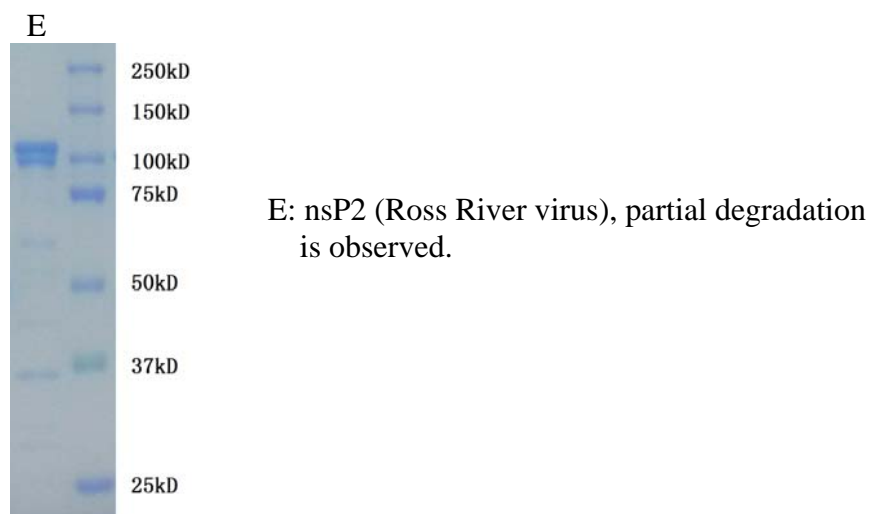 E
250kD
150kD
100kD
75kD
E: nsP2 (Ross River virus), partial degradation
is observed.
50kD
37kD
25kD